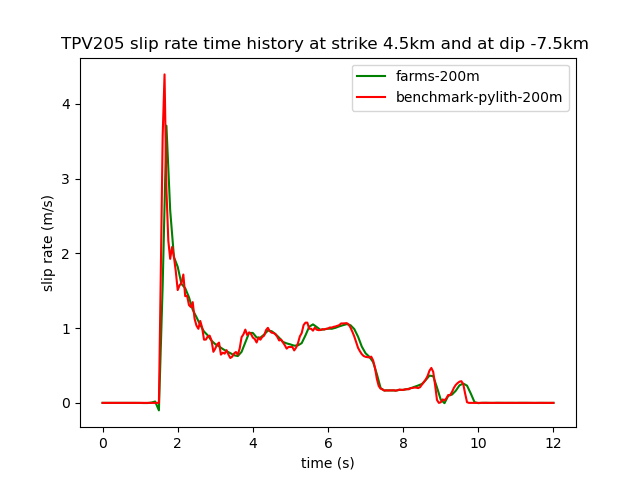 TPV205 slip rate time history at strike 4.5km and at dip -7.5km
farms-200m
benchmark-pylith-200m
slip rate (m/s)
4
3
2
1
0
0 2 4 6 8 10 12
time (s)